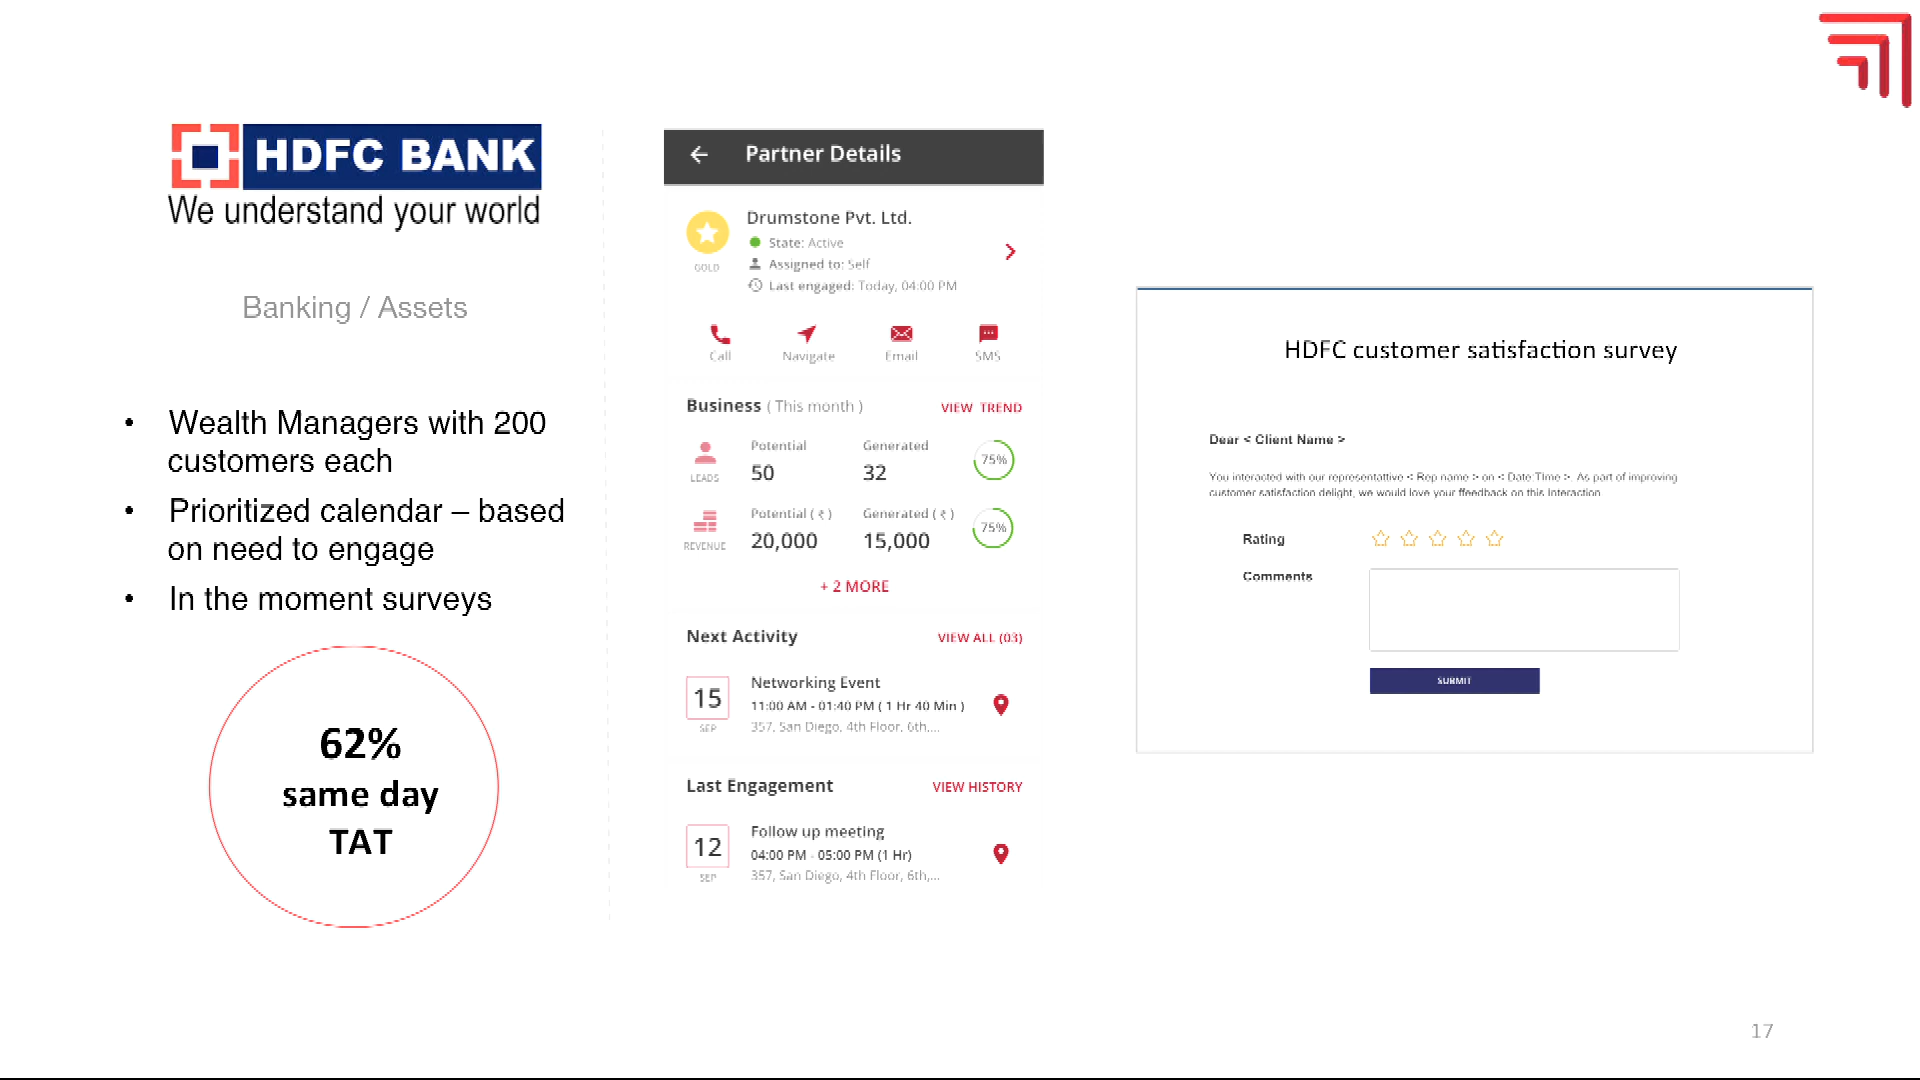 HDFC BANK
We understand your world
Banking / Assets
• Wealth Managers with 200
customers each
• Prioritized calendar – based
on need to engage
• In the moment surveys
62%
same day
TAT
Partner Details
Drumstone Pvt. Ltd.
State: Active
GOLD
Assigned to: Self
Last engaged: Today, 04:00 PM
Call Navigate Email SMS
Business ( This month ) VIEW TREND
Potential Generated
LEADS 50 32 75%
Potential ( ₹ ) Generated ( ₹ )
REVENUE 20,000 15,000 75%
+ 2 MORE
Next Activity VIEW ALL (03)
15 SEP
Networking Event
11:00 AM - 01:40 PM ( 1 Hr 40 Min )
357, San Diego, 4th Floor, 6th,...
Last Engagement VIEW HISTORY
12 SEP
Follow up meeting
04:00 PM - 05:00 PM (1 Hr)
357, San Diego, 4th Floor, 6th,...
HDFC customer satisfaction survey
Dear < Client Name >
You interacted with our representattive < Rep name > on < Date:Time >. As part of improving
customer satisfaction delight, we would love your ffeedback on this Interaction
Rating
Comments
SUBMIT
17